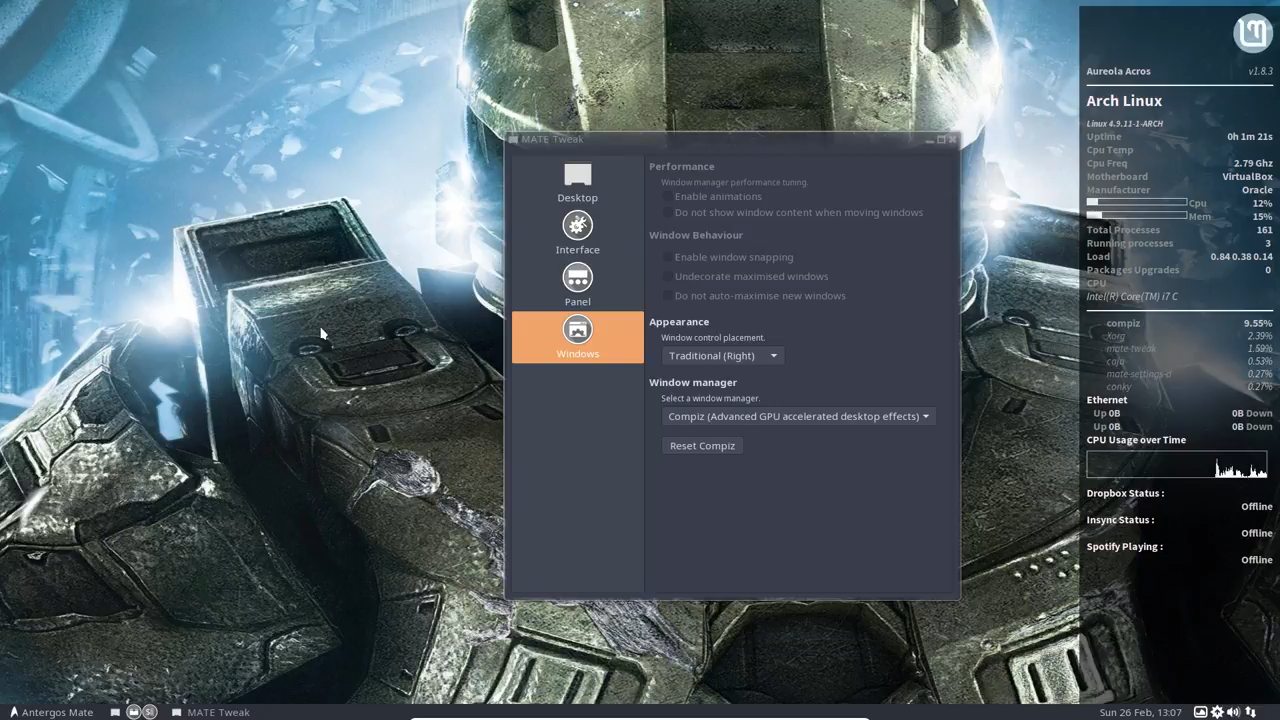 MATE Tweak
Desktop
Interface
Panel
Windows
Performance
Window manager performance tuning.
Enable animations
Do not show window content when moving windows
Window Behaviour
Enable window snapping
Undecorate maximised windows
Do not auto-maximise new windows
Appearance
Window control placement.
Traditional (Right)
Window manager
Select a window manager.
Compiz (Advanced GPU accelerated desktop effects)
Reset Compiz
Aureola Acros v1.8.3
Arch Linux
Linux 4.9.11-1-ARCH
Uptime 0h 1m 21s
Cpu Temp
Cpu Freq 2.79 Ghz
Motherboard VirtualBox
Manufacturer Oracle
Cpu 12%
Mem 15%
Total Processes 161
Running processes 3
Load 0.84 0.38 0.14
Packages Upgrades 0
CPU
Intel(R) Core(TM) i7 C
compiz 9.55%
Xorg 2.39%
mate-tweak 1.59%
caja 0.53%
mate-settings-d 0.27%
conky 0.27%
Ethernet
Up 0B 0B Down
Up 0B 0B Down
CPU Usage over Time
Dropbox Status :
Offline
Insync Status :
Offline
Spotify Playing :
Offline
Antergos Mate MATE Tweak Sun 26 Feb, 13:07